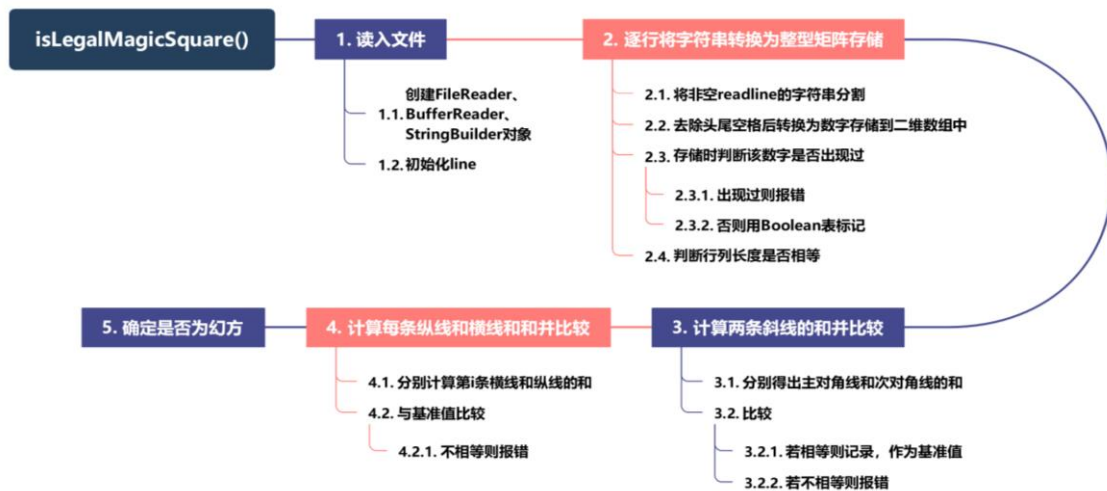 isLegalMagicSquare()
1. 读入文件
1.1. 创建FileReader、
BufferReader、
StringBuilder对象
1.2. 初始化line
2. 逐行将字符串转换为整型矩阵存储
2.1. 将非空readline的字符串分割
2.2. 去除头尾空格后转换为数字存储到二维数组中
2.3. 存储时判断该数字是否出现过
2.3.1. 出现过则报错
2.3.2. 否则用Boolean表标记
2.4. 判断行列长度是否相等
3. 计算两条斜线的和并比较
3.1. 分别得出主对角线和次对角线的和
3.2. 比较
3.2.1. 若相等则记录，作为基准值
3.2.2. 若不相等则报错
4. 计算每条纵线和横线和和并比较
4.1. 分别计算第i条横线和纵线的和
4.2. 与基准值比较
4.2.1. 不相等则报错
5. 确定是否为幻方